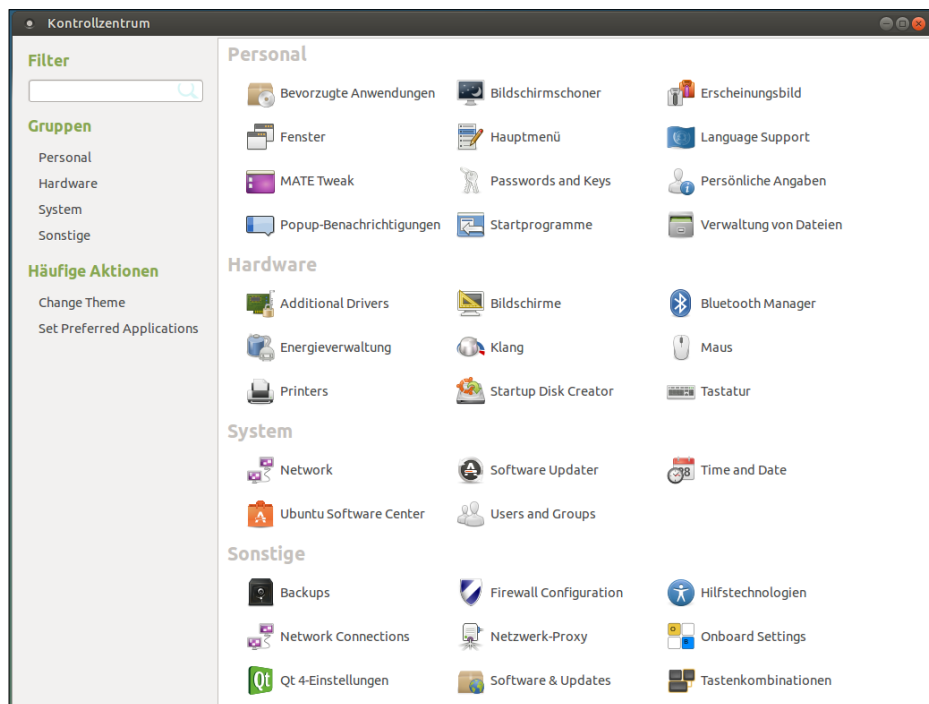 Kontrollzentrum
Filter
Gruppen
Personal
Hardware
System
Sonstige
Häufige Aktionen
Change Theme
Set Preferred Applications
Personal
Bevorzugte Anwendungen Bildschirmschoner Erscheinungsbild
Fenster Hauptmenü Language Support
MATE Tweak Passwords and Keys Persönliche Angaben
Popup-Benachrichtigungen Startprogramme Verwaltung von Dateien
Hardware
Additional Drivers Bildschirme Bluetooth Manager
Energieverwaltung Klang Maus
Printers Startup Disk Creator Tastatur
System
Network Software Updater Time and Date
Ubuntu Software Center Users and Groups
Sonstige
Backups Firewall Configuration Hilfstechnologien
Network Connections Netzwerk-Proxy Onboard Settings
Qt 4-Einstellungen Software & Updates Tastenkombinationen